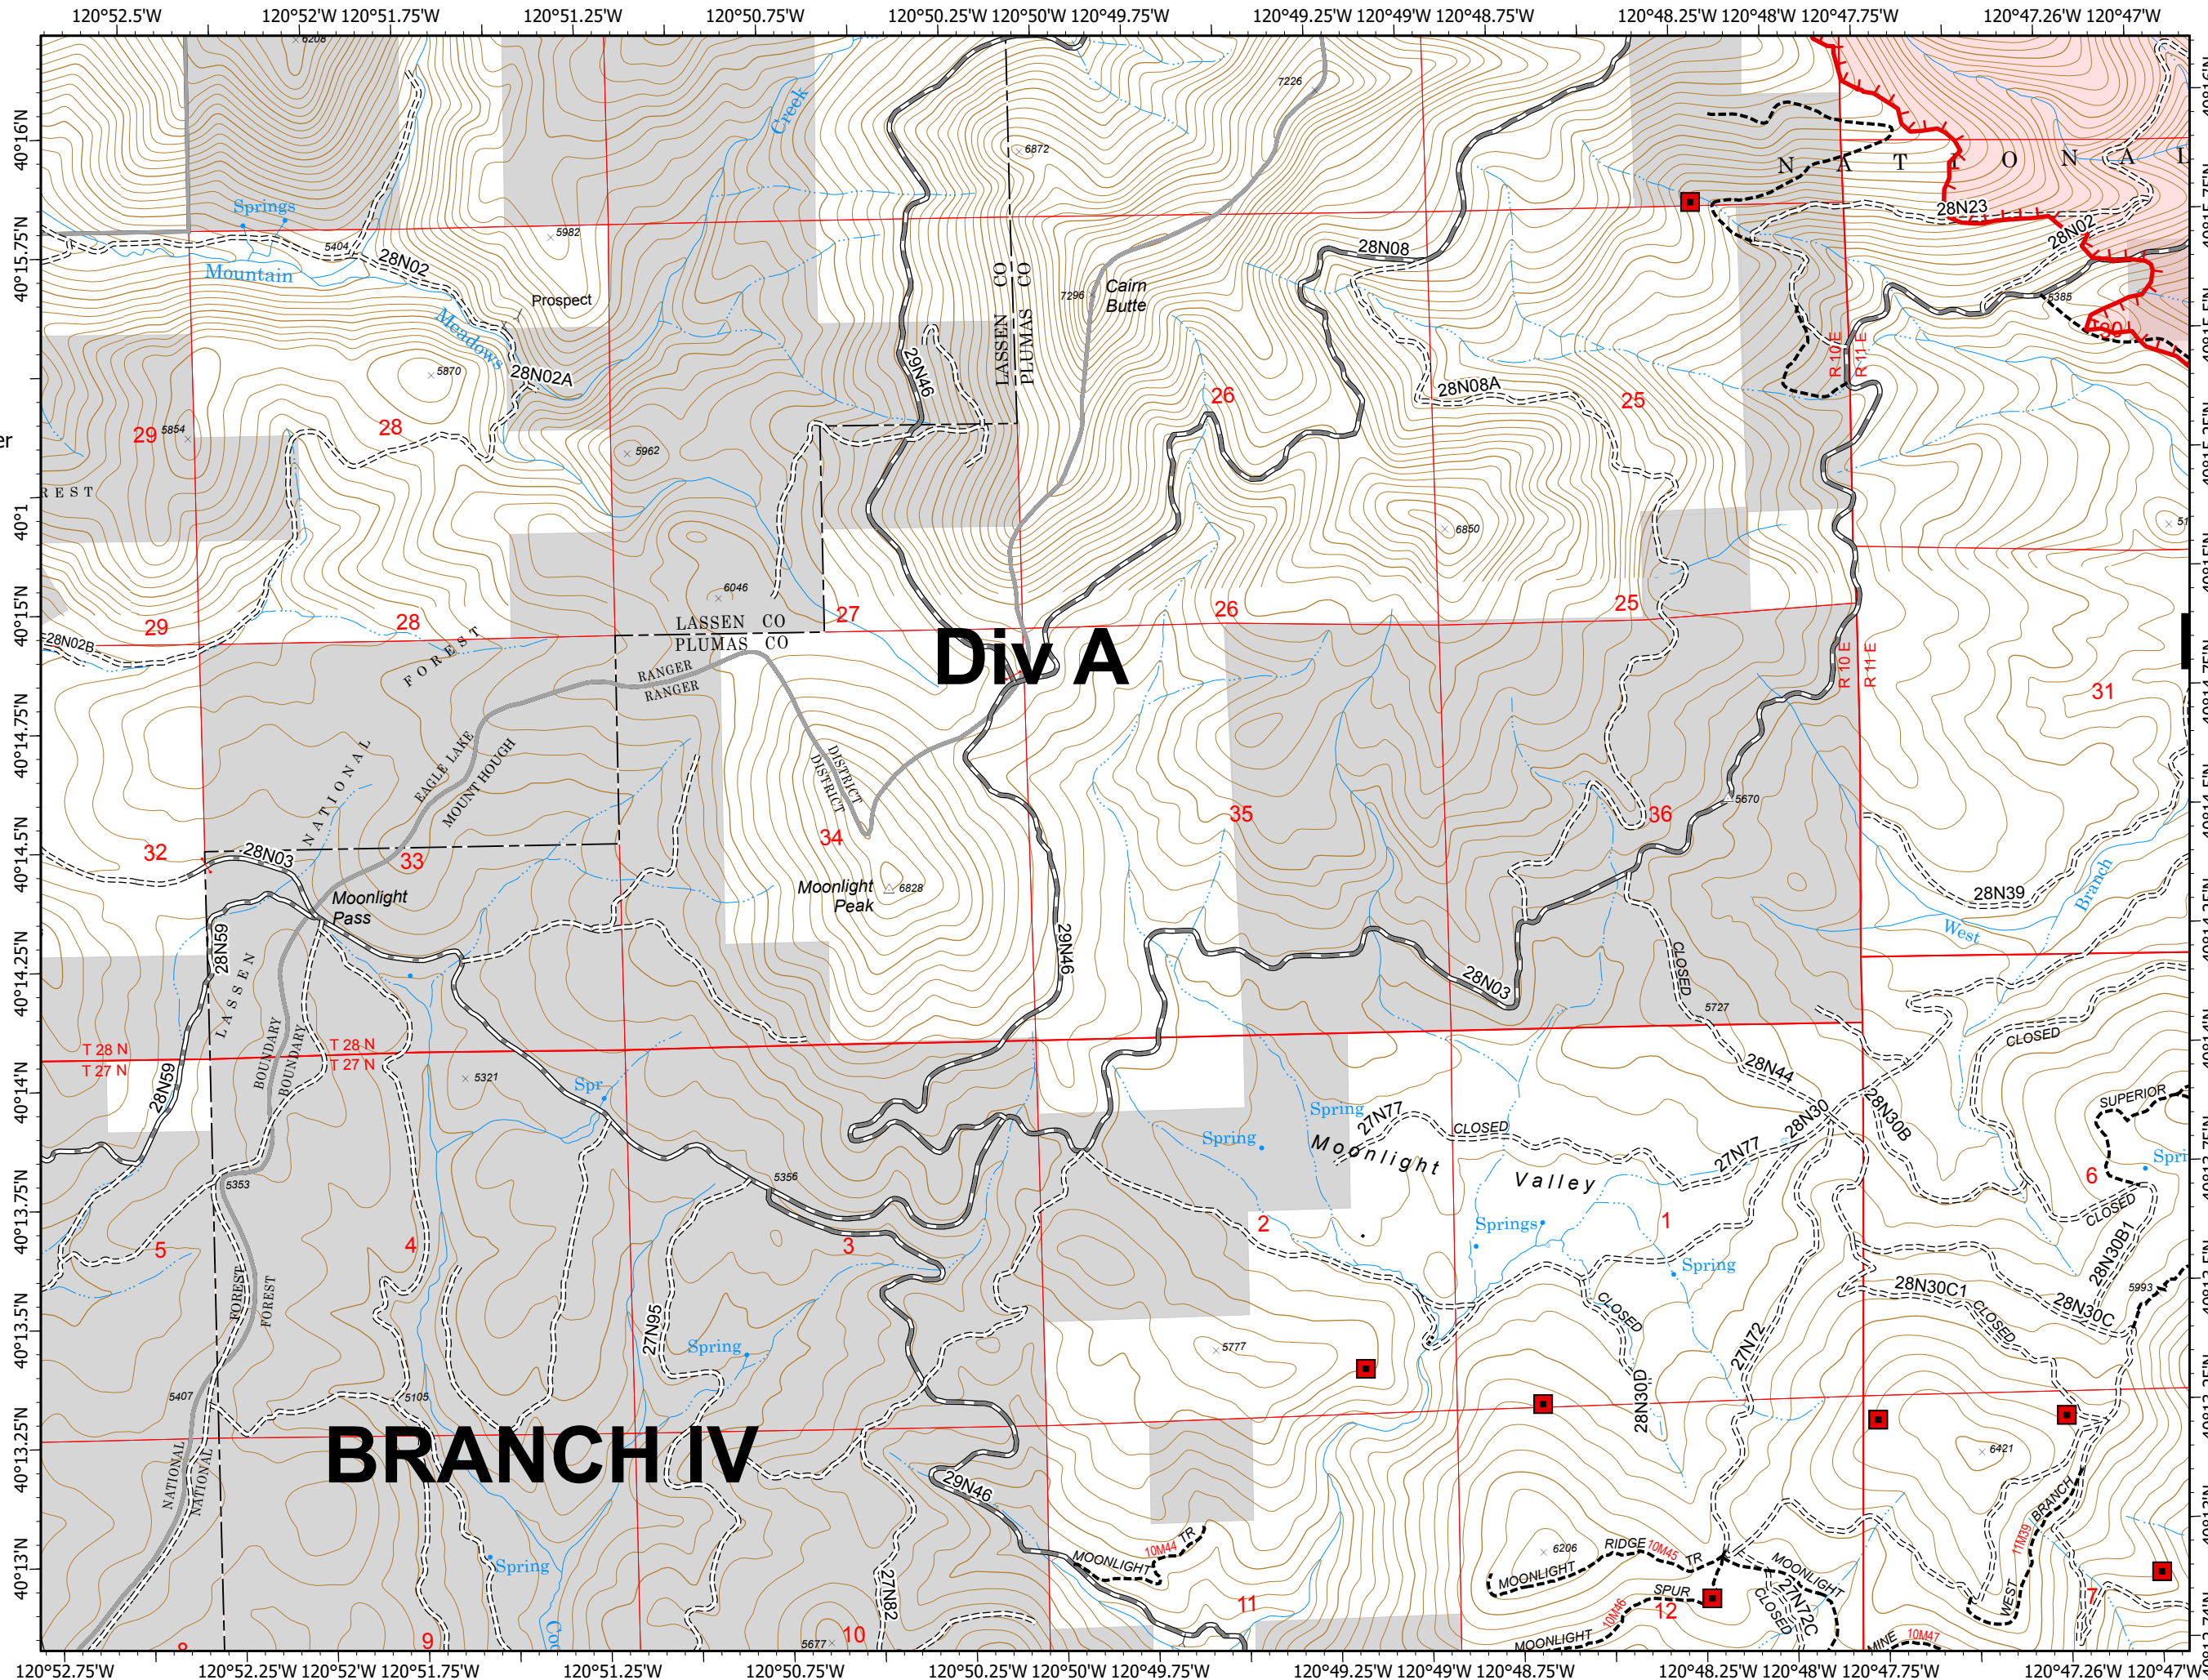 120°52.5'W 120°52'W 120°51.75'W 120°51.25'W 120°50.75'W 120°50.25'W 120°50'W 120°49.75'W 120°49.25'W 120°49'W 120°48.75'W 120°48.25'W 120°48'W 120°47.75'W 120°47.26'W 120°47'W
6208
Creek
7226
40°16'N
6872
N A T I O N A L
Springs
40°15.75'N
5404
28N02
5982
LASSEN CO
PLUMAS CO
28N08
28N23
28N02
Mountain
Prospect
7296
Cairn
Butte
5385
30
Meadows
R 10 E
R 11 E
5870
28N02A
29N46
28N08A
26
25
29
5854
28
5962
er
REST
6850
40°1
6046
40°15'N
29
28
27
26
25
28N02B
FOREST
LASSEN CO
PLUMAS CO
Div A
RANGER
RANGER
R 10 E
R 11 E
31
40°14.75'N
NATIONAL
EAGLE LAKE
MOUNT HOUGH
DISTRICT
DISTRICT
5670
32
28N03
33
34
35
36
40°14.5'N
Moonlight
Pass
Moonlight
Peak
6828
28N39
Branch
West
28N59
LASSEN
29N46
28N03
CLOSED
40°14.25'N
5727
CLOSED
T 28 N
T 27 N
T 28 N
T 27 N
BOUNDARY
BOUNDARY
28N59
5321
Spr
28N44
40°14'N
Spring
27N77
CLOSED
28N30
28N30B
SUPERIOR
Spring
Moonlight
27N77
Valley
5353
5356
6
Spri
CLOSED
40°13.75'N
5
4
3
2
Springs
1
28N30B1
Spring
FOREST
FOREST
CLOSED
28N30C1
CLOSED
28N30C
5993
40°13.5'N
27N95
Spring
5777
27N72
28N30D
5407
5105
40°13.25'N
BRANCH IV
NATIONAL
NATIONAL
29N46
6421
MOONLIGHT
10M44
TR
6206
MOONLIGHT
RIDGE
10M45
TR
MOONLIGHT
11M39
BRANCH
WEST
40°13'N
Spring
27N82
SPUR
10M46
12
CLOSED
27N72C
7
8
9
Coo
5677
10
11
MOONLIGHT
MINE
10M47
120°52.75'W 120°52.25'W 120°52'W 120°51.75'W 120°51.25'W 120°50.75'W 120°50.25'W 120°50'W 120°49.75'W 120°49.25'W 120°49'W 120°48.75'W 120°48.25'W 120°48'W 120°47.75'W 120°47.26'W 120°47'W